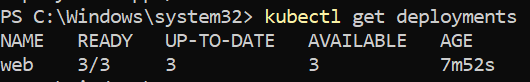 PS C:\Windows\system32> kubectl get deployments
NAME READY UP-TO-DATE AVAILABLE AGE
web 3/3 3 3 7m52s